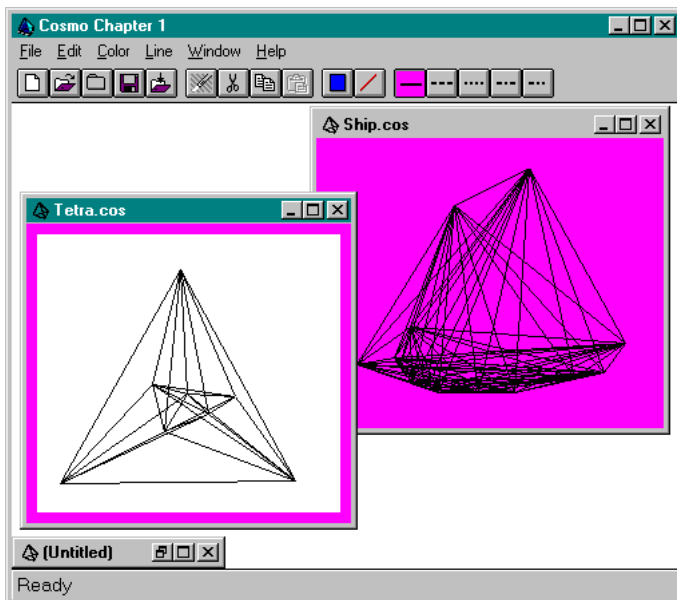 Cosmo Chapter 1
File Edit Color Line Window Help
Ship.cos
Tetra.cos
(Untitled)
Ready